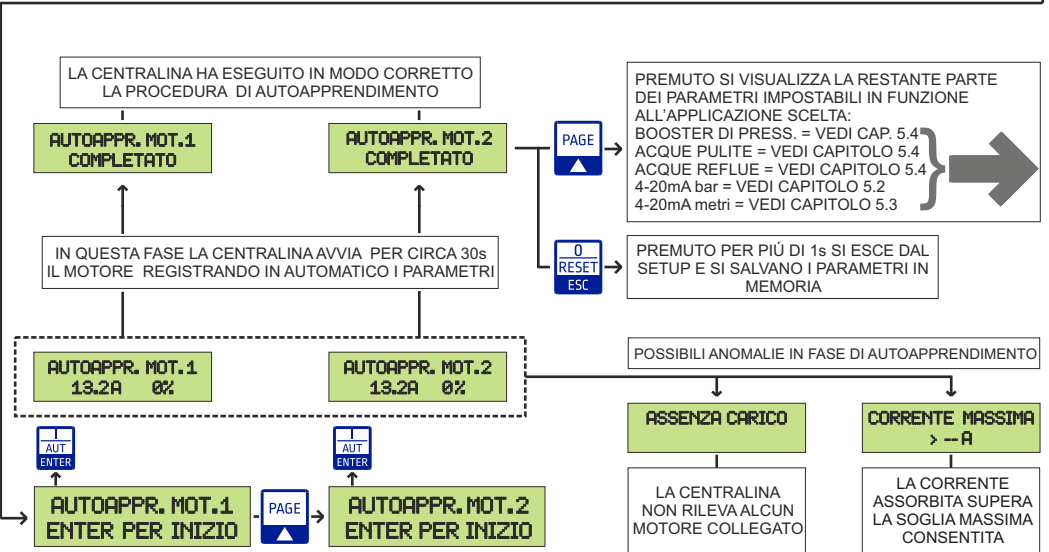 LA CENTRALINA HA ESEGUITO IN MODO CORRETTO
LA PROCEDURA DI AUTOAPPRENDIMENTO
AUTOAPPR. MOT.1
COMPLETATO
AUTOAPPR. MOT.2
COMPLETATO
PAGE
PREMUTO SI VISUALIZZA LA RESTANTE PARTE
DEI PARAMETRI IMPOSTABILI IN FUNZIONE
ALL'APPLICAZIONE SCELTA:
BOOSTER DI PRESS. = VEDI CAP. 5.4
ACQUE PULITE = VEDI CAPITOLO 5.4
ACQUE REFLUE = VEDI CAPITOLO 5.4
4-20mA bar = VEDI CAPITOLO 5.2
4-20mA metri = VEDI CAPITOLO 5.3
IN QUESTA FASE LA CENTRALINA AVVIA PER CIRCA 30s
IL MOTORE REGISTRANDO IN AUTOMATICO I PARAMETRI
0
RESET
ESC
PREMUTO PER PIÚ DI 1s SI ESCE DAL
SETUP E SI SALVANO I PARAMETRI IN
MEMORIA
AUTOAPPR. MOT.1
13.2A 0%
AUTOAPPR. MOT.2
13.2A 0%
POSSIBILI ANOMALIE IN FASE DI AUTOAPPRENDIMENTO
ASSENZA CARICO
CORRENTE MASSIMA
> -- A
I
AUT
ENTER
I
AUT
ENTER
AUTOAPPR. MOT.1
ENTER PER INIZIO
PAGE
AUTOAPPR. MOT.2
ENTER PER INIZIO
LA CENTRALINA
NON RILEVA ALCUN
MOTORE COLLEGATO
LA CORRENTE
ASSORBITA SUPERA
LA SOGLIA MASSIMA
CONSENTITA